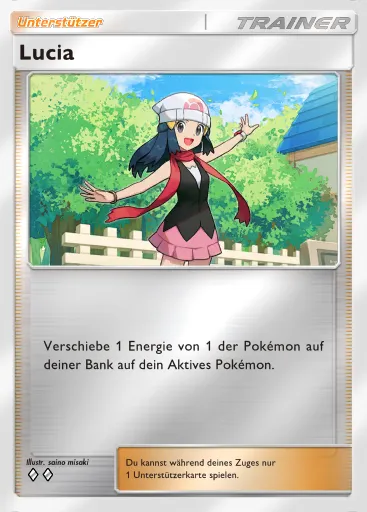 Unterstützer
TRAINER
Lucia
Verschiebe 1 Energie von 1 der Pokémon auf
deiner Bank auf dein Aktives Pokémon.
Illustr. saino misaki
Du kannst während deines Zuges nur
1 Unterstützerkarte spielen.